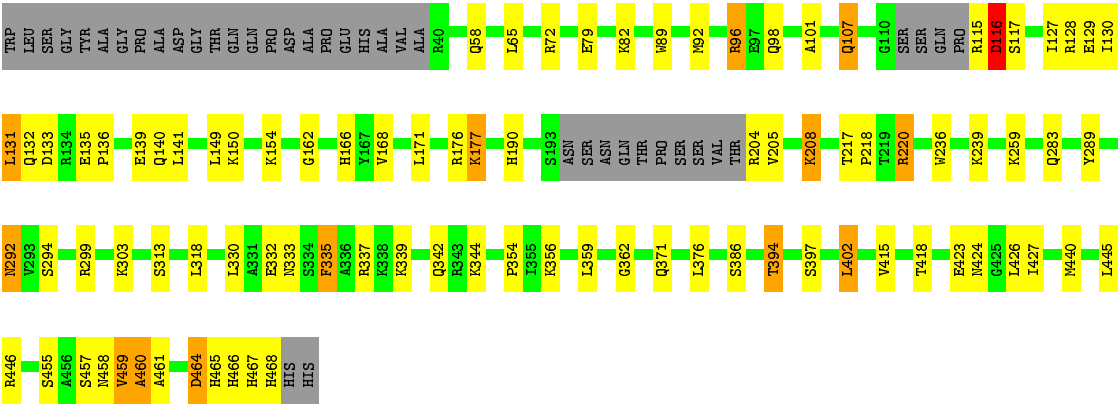 TRP LEU SER GLY TYR ALA GLY PRO ALA ASP GLY THR GLN GLN PRO ASP ALA PRO GLU HIS ALA VAL ALA R40 Q58 L65 R72 E79 K82 W89 M92 R96 E97 Q98 A101 Q107 G110 SER SER GLN PRO R115 D116 S117 I127 R128 E129 I130
L131 Q132 D133 R134 E135 P136 E139 Q140 L141 L149 K150 K154 G162 H166 Y167 V168 L171 R176 K177 H190 S193 ASN SER ASN GLN THR PRO SER SER VAL THR R204 V205 K208 T217 P218 T219 R220 W236 K239 K259 Q283 Y289
N292 V293 S294 R299 K303 S313 L318 L330 A331 E332 N333 S334 F335 A336 R337 K338 K339 Q342 R343 K344 P354 I355 K356 L359 G362 Q371 L376 S386 T394 S397 L402 V415 T418 E423 N424 G425 L426 I427 M440 L445
R446 S455 A456 S457 N458 V459 A460 A461 D464 H465 H466 H467 H468 HIS HIS